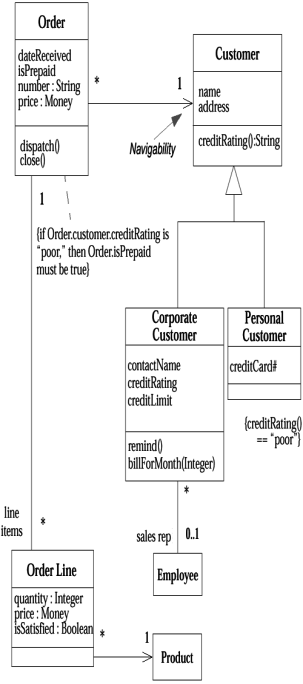 Order
dateReceived
isPrepaid
number : String
price : Money
dispatch()
close()
*
1
Customer
name
address
creditRating():String
Navigability
1
{if Order.customer.creditRating is
“poor,” then Order.isPrepaid
must be true}
Corporate
Customer
contactName
creditRating
creditLimit
remind()
billForMonth(Integer)
Personal
Customer
creditCard#
{creditRating()
== “poor”}
*
sales rep
0..1
Employee
line
items
*
Order Line
quantity : Integer
price : Money
isSatisfied : Boolean
*
1
Product